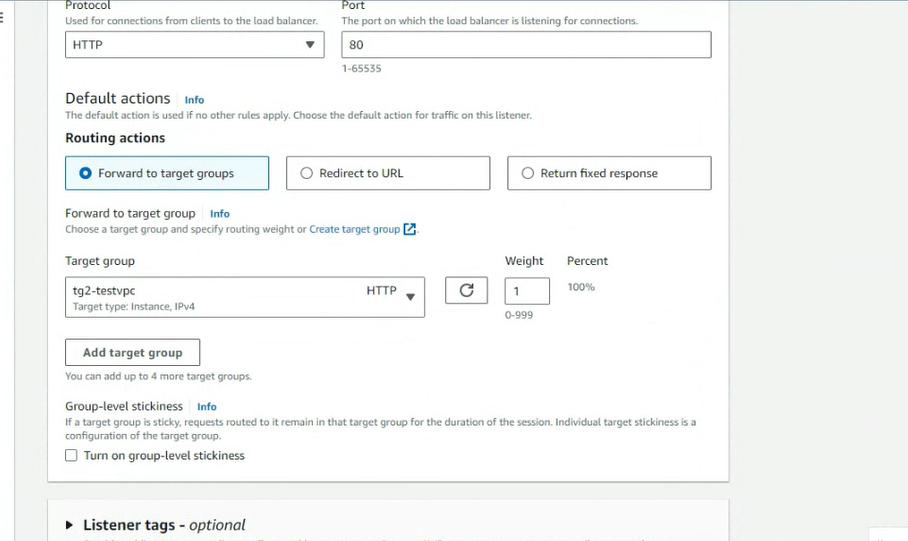 Protocol
Port
Used for connections from clients to the load balancer.
The port on which the load balancer is listening for connections.
HTTP
80
1-65535
Default actions Info
The default action is used if no other rules apply. Choose the default action for traffic on this listener.
Routing actions
Forward to target groups
Redirect to URL
Return fixed response
Forward to target group Info
Choose a target group and specify routing weight or Create target group.
Target group
Weight
Percent
tg2-testvpc
HTTP
Target type: Instance, IPv4
1
100%
0-999
Add target group
You can add up to 4 more target groups.
Group-level stickiness Info
If a target group is sticky, requests routed to it remain in that target group for the duration of the session. Individual target stickiness is a
configuration of the target group.
Turn on group-level stickiness
Listener tags - optional